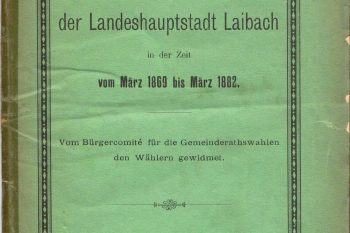 der Landeshauptstadt Laibach
in der Zeit
vom März 1869 bis März 1882.
Vom Bürgercomité für die Gemeinderathswahlen
den Wählern gewidmet.